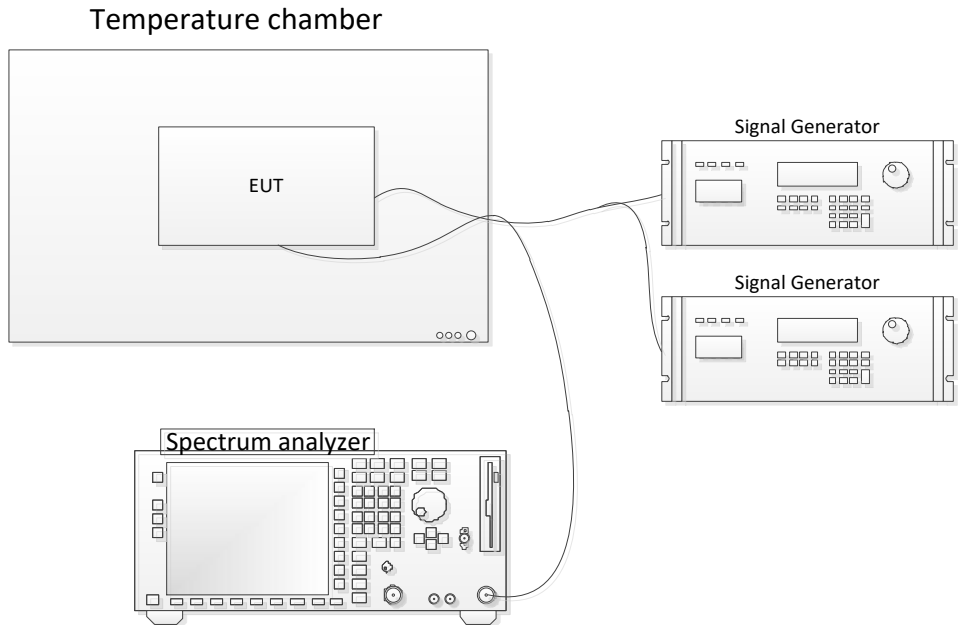 Temperature chamber
EUT
Signal Generator
Signal Generator
Spectrum analyzer